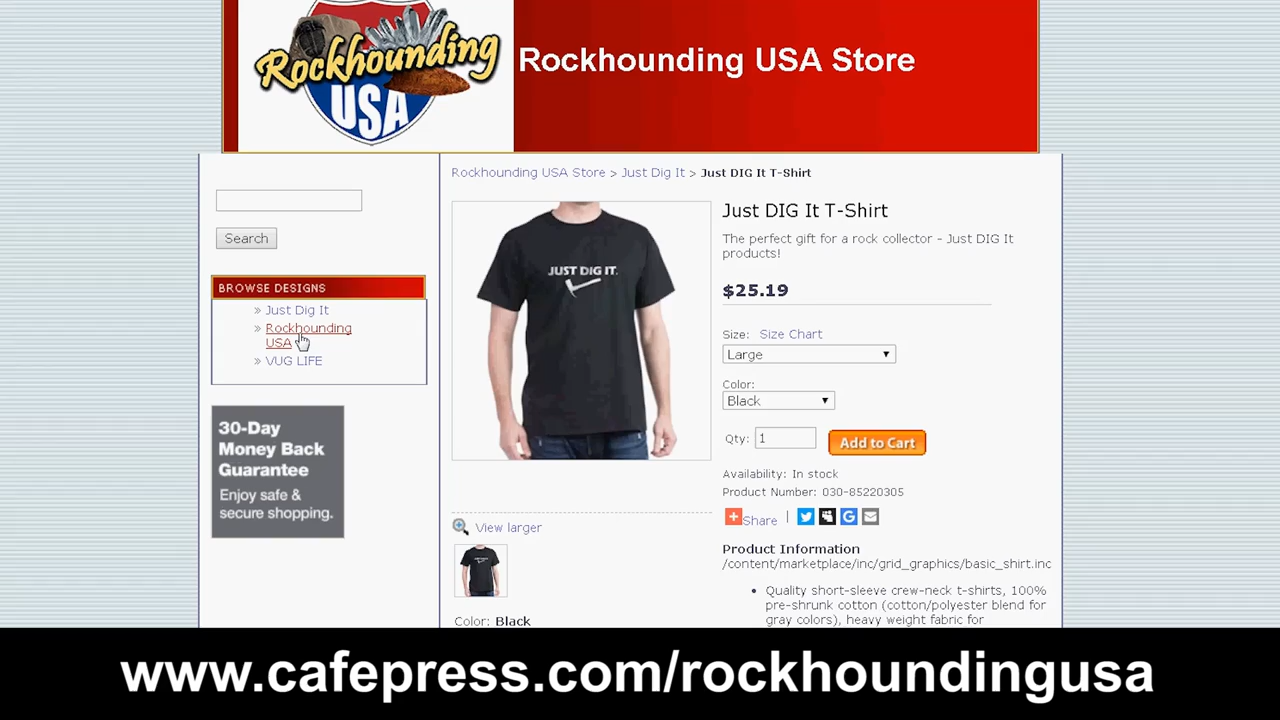 Rockhounding
USA
Rockhounding USA Store
Rockhounding USA Store > Just Dig It > Just DIG It T-Shirt
Search
BROWSE DESIGNS
» Just Dig It
» Rockhounding
USA
» VUG LIFE
30-Day
Money Back
Guarantee
Enjoy safe &
secure shopping.
JUST DIG IT.
View larger
Color: Black
Just DIG It T-Shirt
The perfect gift for a rock collector - Just DIG It
products!
$25.19
Size: Size Chart
Large
Color:
Black
Qty: 1 Add to Cart
Availability: In stock
Product Number: 030-85220305
Share |
Product Information
/content/marketplace/inc/grid_graphics/basic_shirt.inc
• Quality short-sleeve crew-neck t-shirts, 100%
pre-shrunk cotton (cotton/polyester blend for
gray colors), heavy weight fabric for
www.cafepress.com/rockhoundingusa